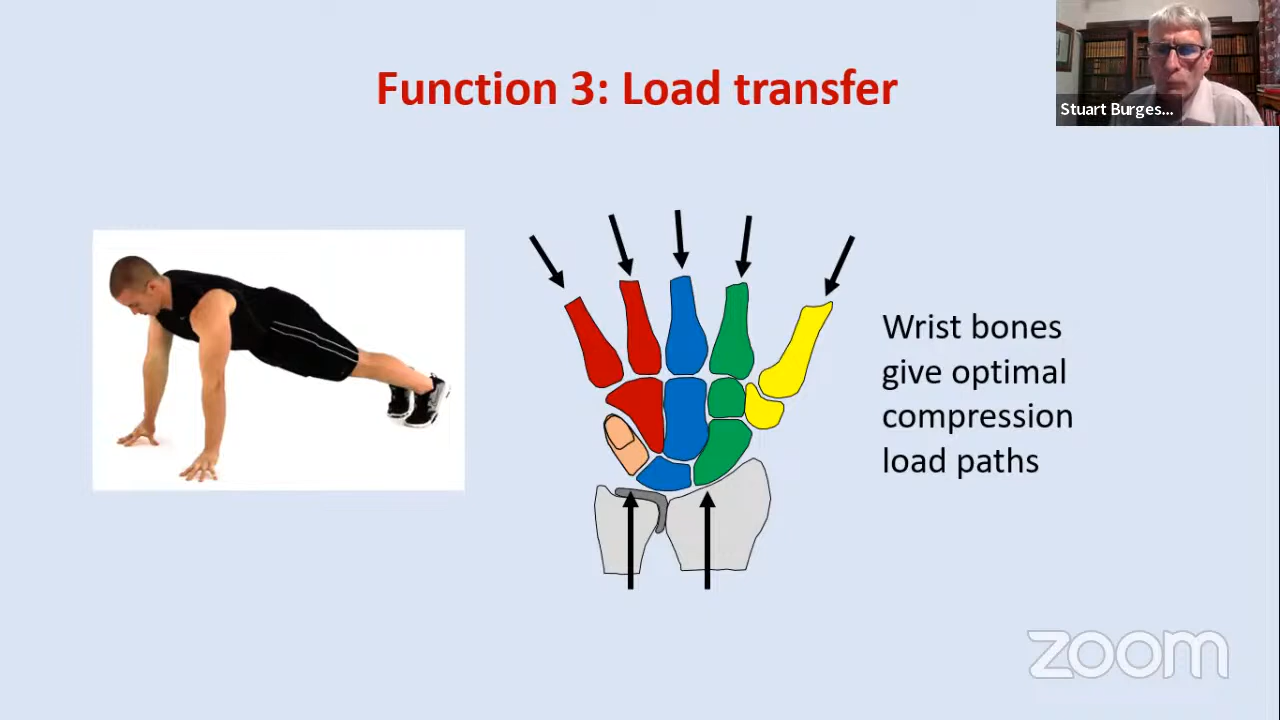 Function 3: Load transfer
Stuart Burges...
Wrist bones
give optimal
compression
load paths
zoom